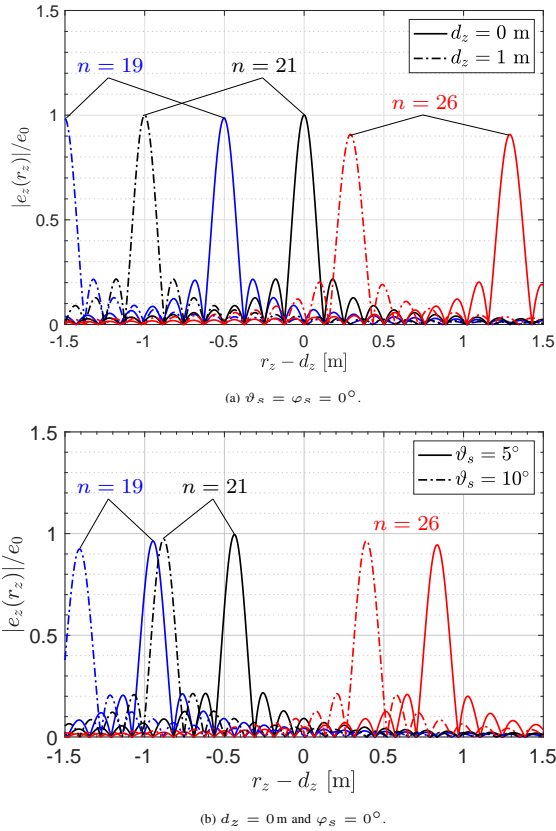 1.5
d_z = 0 m
d_z = 1 m
n = 19
n = 21
n = 26
1
0.5
0
|e_z(r_z)|/e_0
-1.5 -1 -0.5 0 0.5 1 1.5
r_z − d_z [m]
(a) ϑ_s = φ_s = 0°.
1.5
ϑ_s = 5°
ϑ_s = 10°
n = 19
n = 21
n = 26
1
0.5
0
|e_z(r_z)|/e_0
-1.5 -1 -0.5 0 0.5 1 1.5
r_z − d_z [m]
(b) d_z = 0 m and φ_s = 0°.